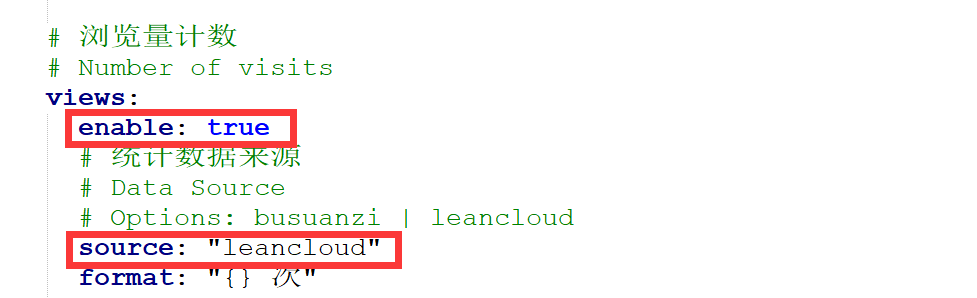 # 浏览量计数
# Number of visits
views:
  enable: true
  # 统计数据来源
  # Data Source
  # Options: busuanzi | leancloud
  source: "leancloud"
  format: "{} 次"